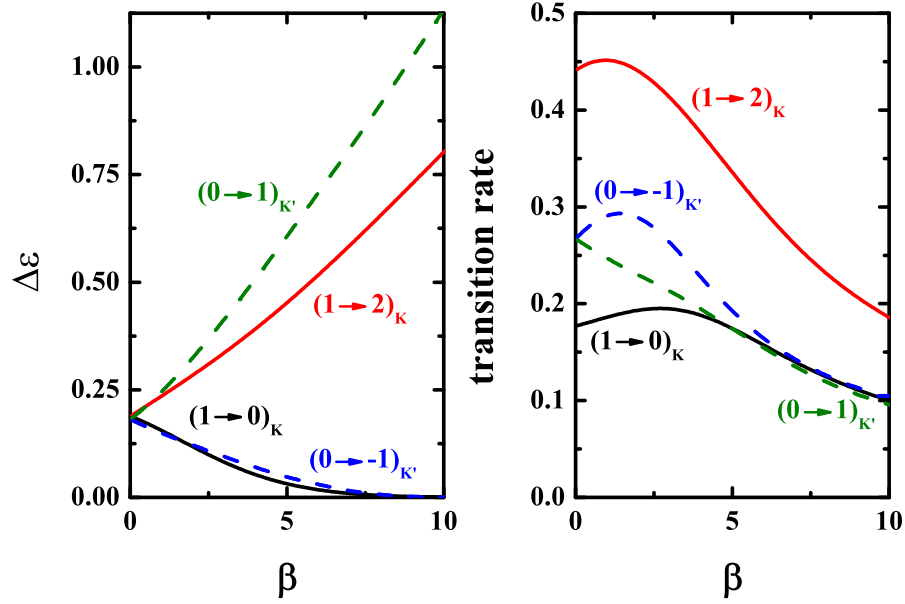 1.00
0.75
0.50
0.25
0.00
0
5
10
Δε
β
(0→1)K'
(1→2)K
(1→0)K
(0→-1)K'
0.5
0.4
0.3
0.2
0.1
0.0
0
5
10
transition rate
β
(1→2)K
(0→-1)K'
(1→0)K
(0→1)K'